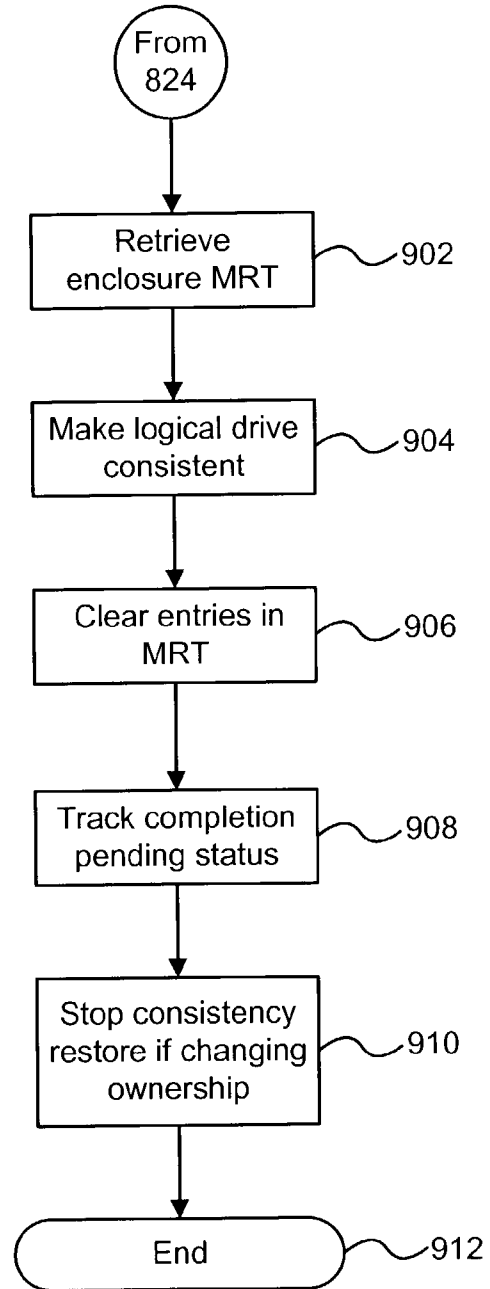 From
824
Retrieve
enclosure MRT
902
Make logical drive
consistent
904
Clear entries in
MRT
906
Track completion
pending status
908
Stop consistency
restore if changing
ownership
910
End
912